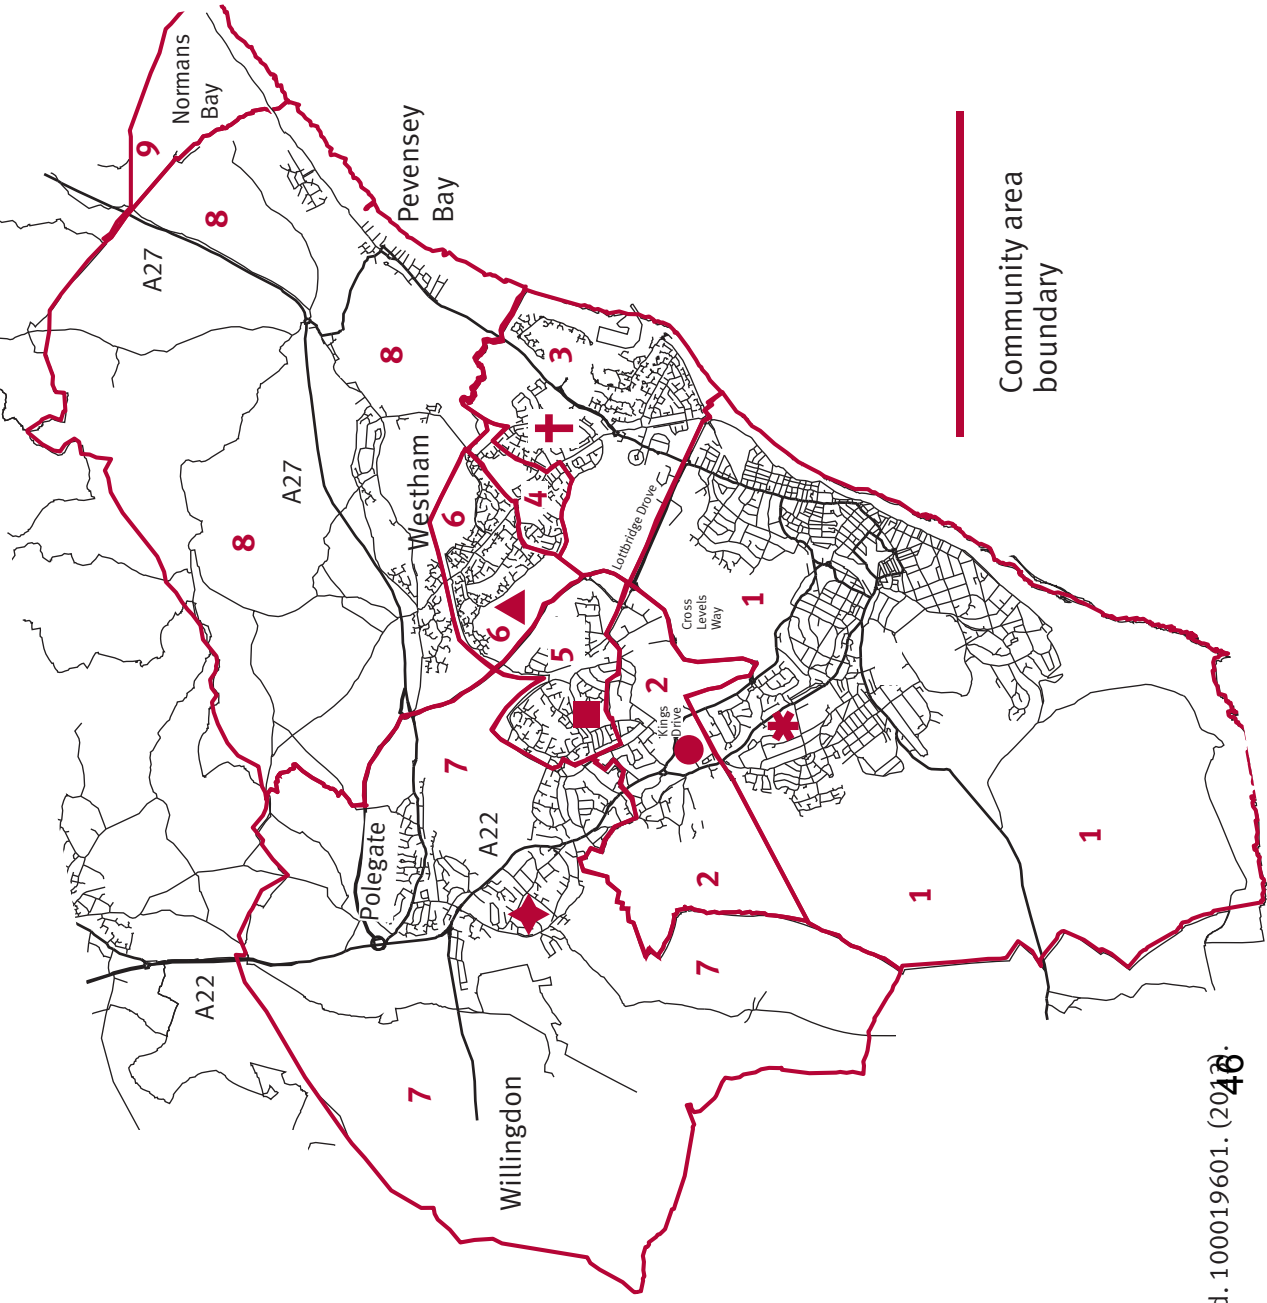 Normans
Bay
9
8
A27
Pevensey
Bay
8
3
A27
Westham
8
6
4
Lottbridge Drove
6
5
Cross
Levels
Way
1
2
Kings
Drive
7
A22
Polegate
2
1
1
7
A22
7
Willingdon
Community area
boundary
d. 100019601. (201
46